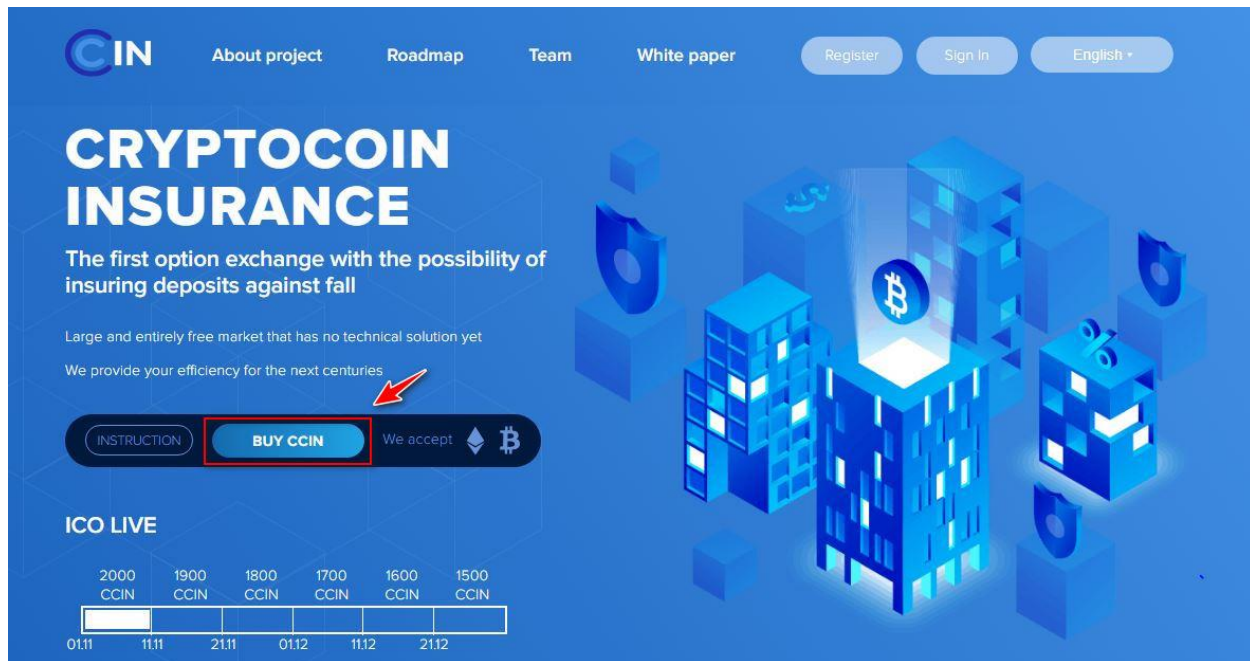 CCIN About project Roadmap Team White paper Register Sign In English
CRYPTOCOIN
INSURANCE
The first option exchange with the possibility of
insuring deposits against fall
Large and entirely free market that has no technical solution yet
We provide your efficiency for the next centuries
INSTRUCTION BUY CCIN We accept
ICO LIVE
2000 1900 1800 1700 1600 1500
CCIN CCIN CCIN CCIN CCIN CCIN
01.11 11.11 21.11 01.12 11.12 21.12